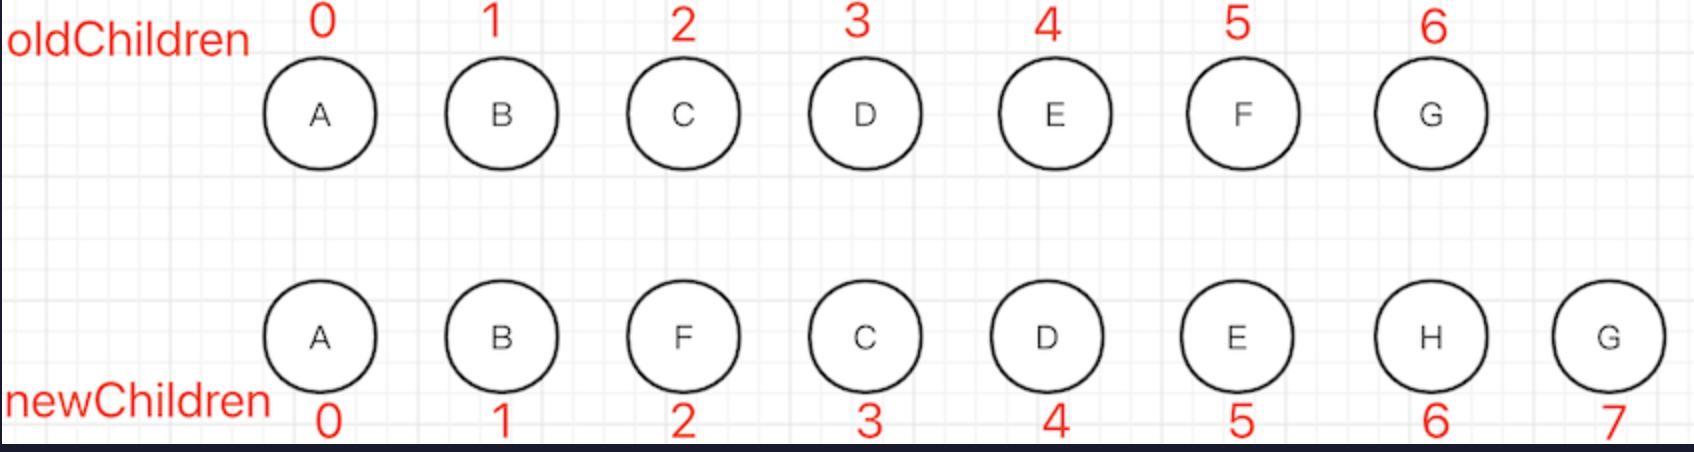 oldChildren 0 1 2 3 4 5 6
A B C D E F G
A B F C D E H G
newChildren 0 1 2 3 4 5 6 7